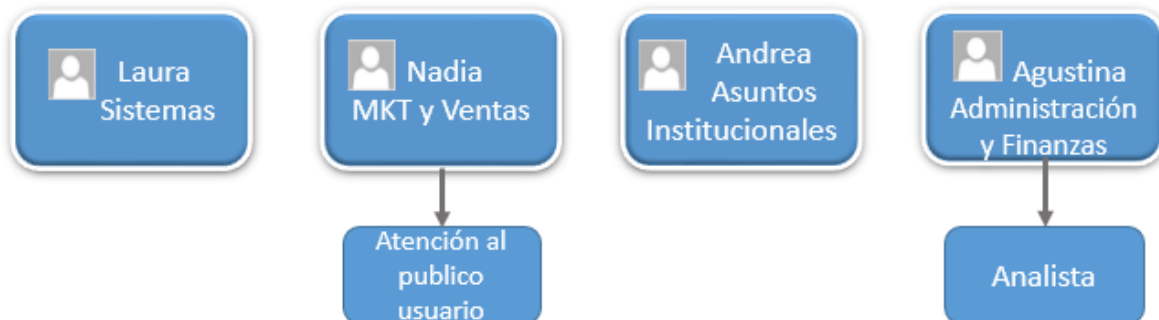 Laura
Sistemas
Nadia
MKT y Ventas
Andrea
Asuntos
Institucionales
Agustina
Administración
y Finanzas
Atención al
publico
usuario
Analista